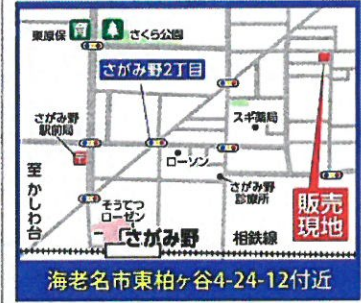 東原保育
さくら公園
さがみ野2丁目
さがみ野
駅前局
スギ薬局
ローソン
さがみ野
診療所
至かしわ台
そうてつ
ローゼン
さがみ野
相鉄線
販売
現地
海老名市東柏ヶ谷4-24-12付近